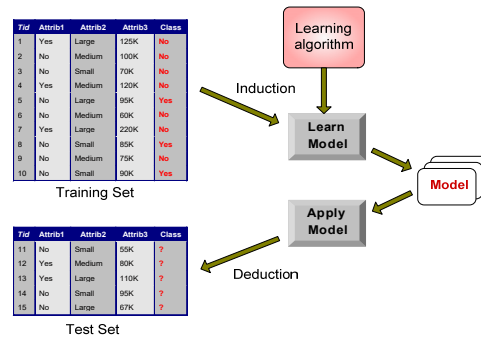 Tid Attrib1 Attrib2 Attrib3 Class
1 Yes Large 125K No
2 No Medium 100K No
3 No Small 70K No
4 Yes Medium 120K No
5 No Large 95K Yes
6 No Medium 60K No
7 Yes Large 220K No
8 No Small 85K Yes
9 No Medium 75K No
10 No Small 90K Yes
Training Set
Learning
algorithm
Induction
Learn
Model
Model
Apply
Model
Deduction
Tid Attrib1 Attrib2 Attrib3 Class
11 No Small 55K ?
12 Yes Medium 80K ?
13 Yes Large 110K ?
14 No Small 95K ?
15 No Large 67K ?
Test Set